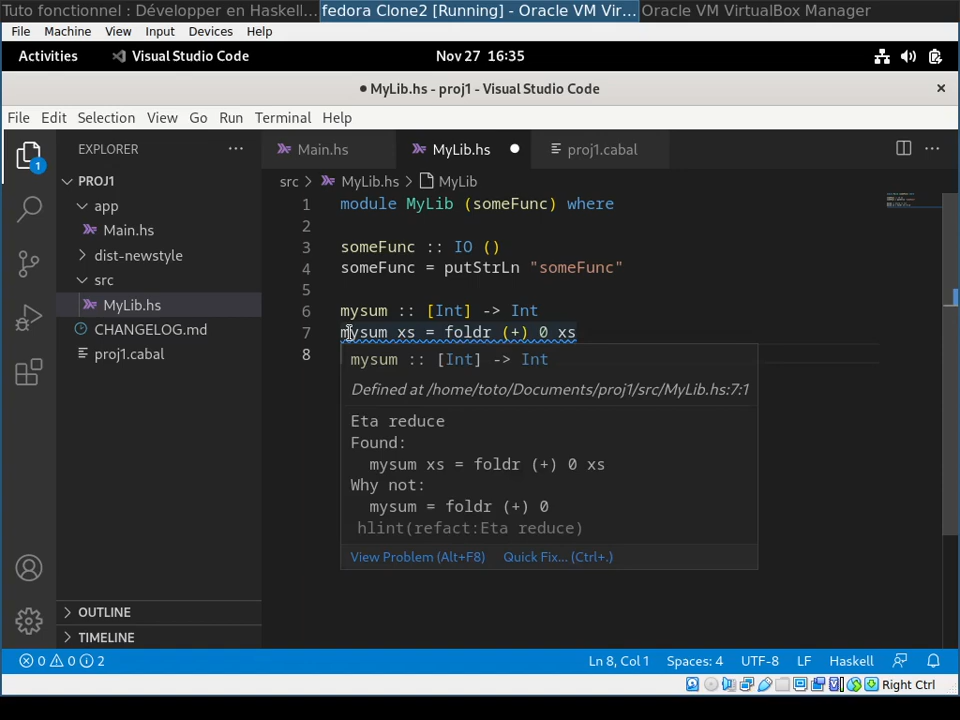 Tuto fonctionnel : Développer en Haskell...
fedora Clone2 [Running] - Oracle VM Vir...
Oracle VM VirtualBox Manager
File Machine View Input Devices Help
Activities Visual Studio Code Nov 27 16:35
● MyLib.hs - proj1 - Visual Studio Code ×
File Edit Selection View Go Run Terminal Help
1
EXPLORER ...
Main.hs MyLib.hs ● proj1.cabal ...
PROJ1
app
Main.hs
dist-newstyle
src
MyLib.hs
CHANGELOG.md
proj1.cabal
OUTLINE
TIMELINE
src > MyLib.hs > MyLib
1 module MyLib (someFunc) where
2
3 someFunc :: IO ()
4 someFunc = putStrLn "someFunc"
5
6 mysum :: [Int] -> Int
7 mysum xs = foldr (+) 0 xs
8
mysum :: [Int] -> Int
Defined at /home/toto/Documents/proj1/src/MyLib.hs:7:1
Eta reduce
Found:
mysum xs = foldr (+) 0 xs
Why not:
mysum = foldr (+) 0
hlint(refact:Eta reduce)
View Problem (Alt+F8) Quick Fix... (Ctrl+.)
0 0 2 Ln 8, Col 1 Spaces: 4 UTF-8 LF Haskell
Right Ctrl